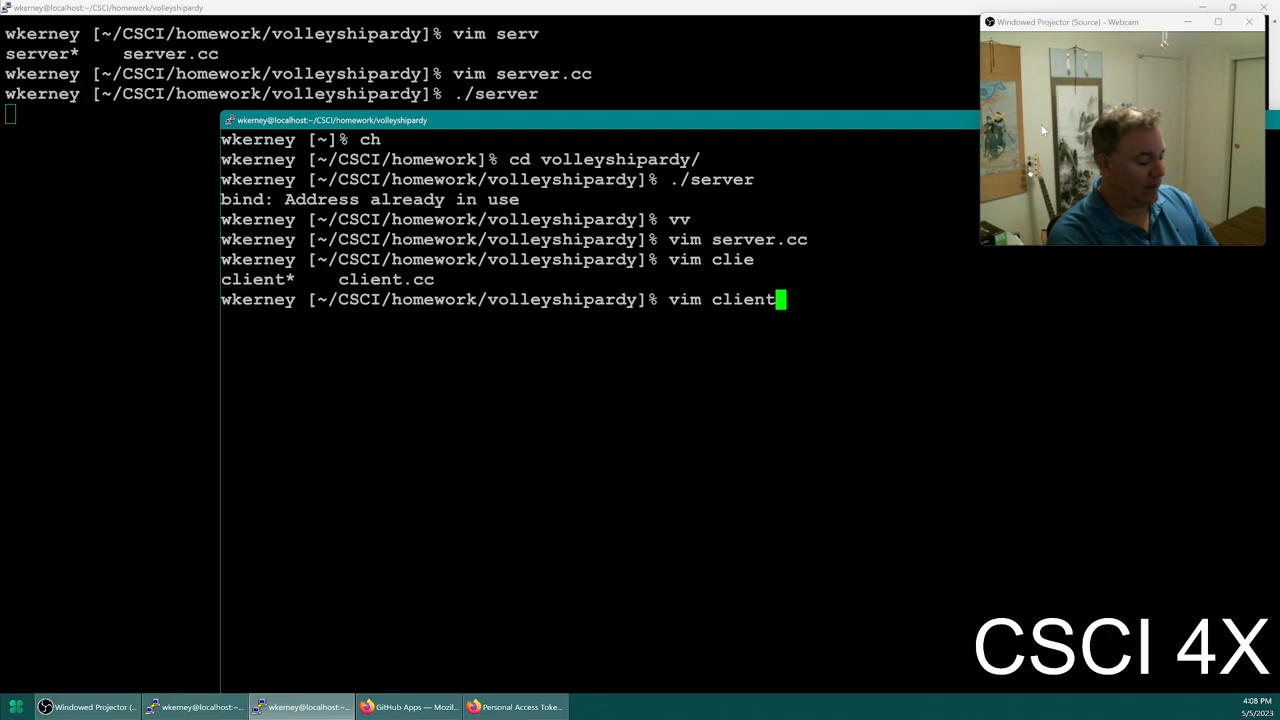 wkerney@localhost:~/CSCI/homework/volleyshipardy
wkerney [~/CSCI/homework/volleyshipardy]% vim serv
server* server.cc
wkerney [~/CSCI/homework/volleyshipardy]% vim server.cc
wkerney [~/CSCI/homework/volleyshipardy]% ./server
Windowed Projector (Source) - Webcam
wkerney@localhost:~/CSCI/homework/volleyshipardy
wkerney [~]% ch
wkerney [~/CSCI/homework]% cd volleyshipardy/
wkerney [~/CSCI/homework/volleyshipardy]% ./server
bind: Address already in use
wkerney [~/CSCI/homework/volleyshipardy]% vv
wkerney [~/CSCI/homework/volleyshipardy]% vim server.cc
wkerney [~/CSCI/homework/volleyshipardy]% vim clie
client* client.cc
wkerney [~/CSCI/homework/volleyshipardy]% vim client
CSCI 4X
Windowed Projector (...
wkerney@localhost:~...
wkerney@localhost:~...
GitHub Apps — Mozil...
Personal Access Toke...
4:08 PM
5/5/2023